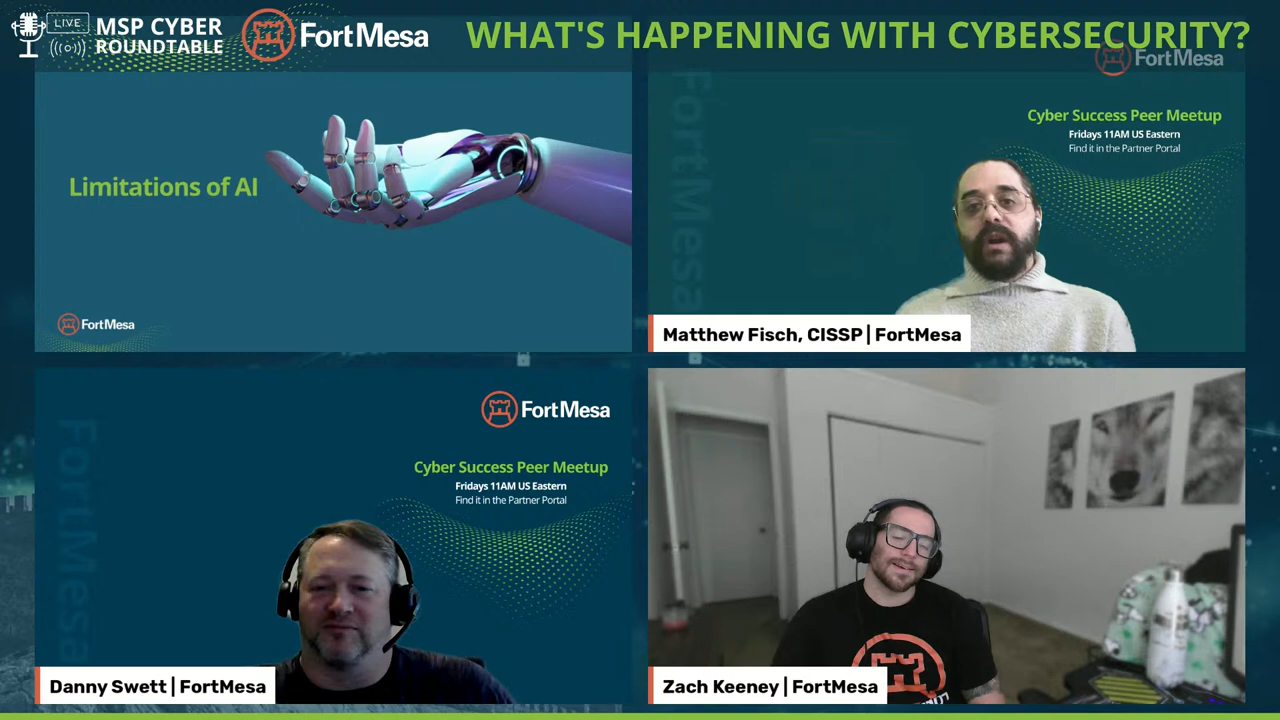 LIVE
MSP CYBER
ROUNDTABLE
FortMesa
WHAT'S HAPPENING WITH CYBERSECURITY?
Limitations of AI
FortMesa
FortMesa
FortMesa
Cyber Success Peer Meetup
Fridays 11AM US Eastern
Find it in the Partner Portal
Matthew Fisch, CISSP | FortMesa
FortMesa
FortMesa
Cyber Success Peer Meetup
Fridays 11AM US Eastern
Find it in the Partner Portal
Danny Swett | FortMesa
Zach Keeney | FortMesa